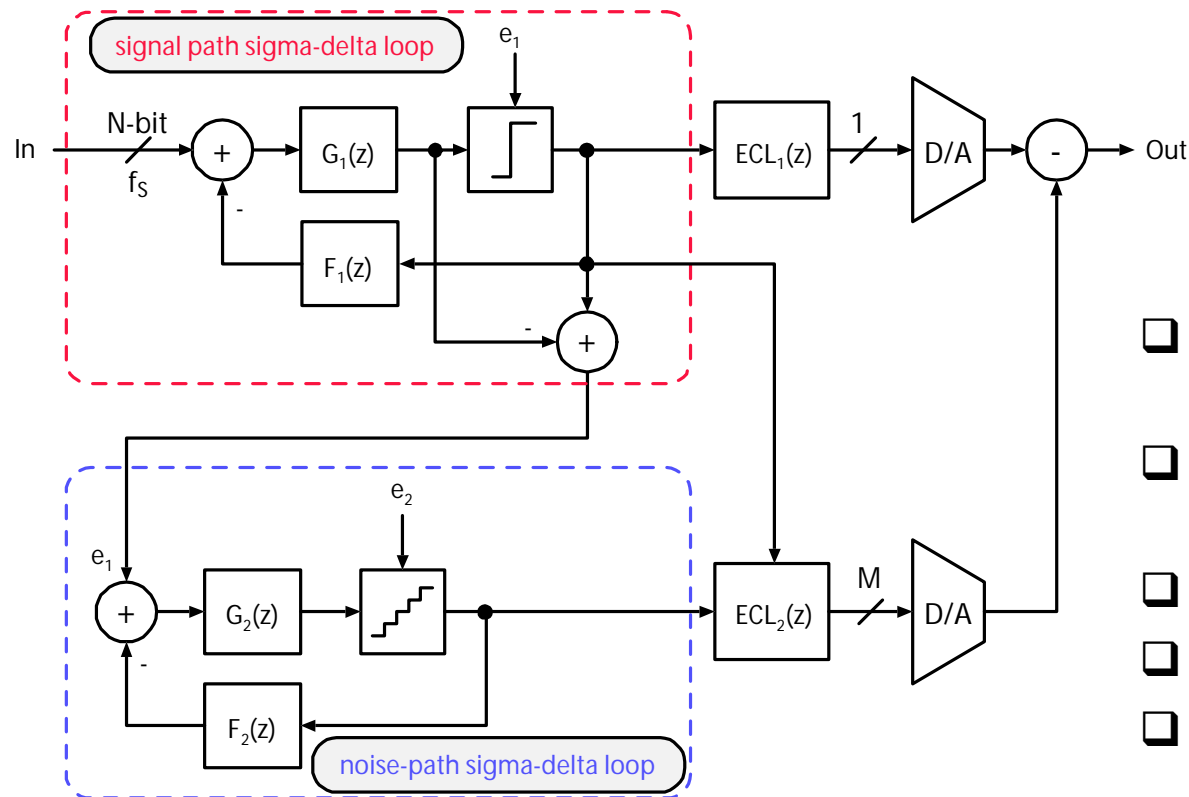 signal path sigma-delta loop
e1
In
N-bit
fS
+
G1(z)
ECL1(z)
1
D/A
-
Out
-
F1(z)
-
+
e2
e1
+
G2(z)
ECL2(z)
M
D/A
-
F2(z)
noise-path sigma-delta loop